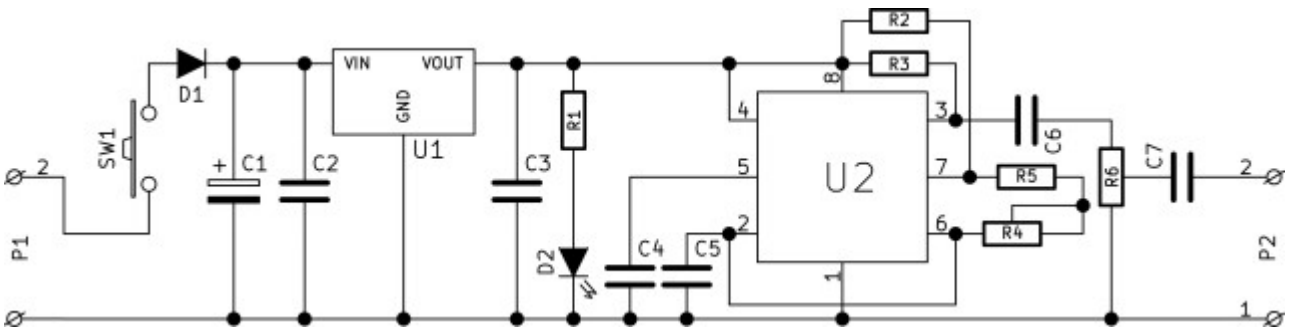 R2
VIN VOUT
R3
D1
8
GND
4
3
SW1
R1
U1
C6
2
+ C1
C2
C3
5
U2
7
R5
R6
C7
2
P1
D2
C4
C5
2
6
R4
P2
1
1
1